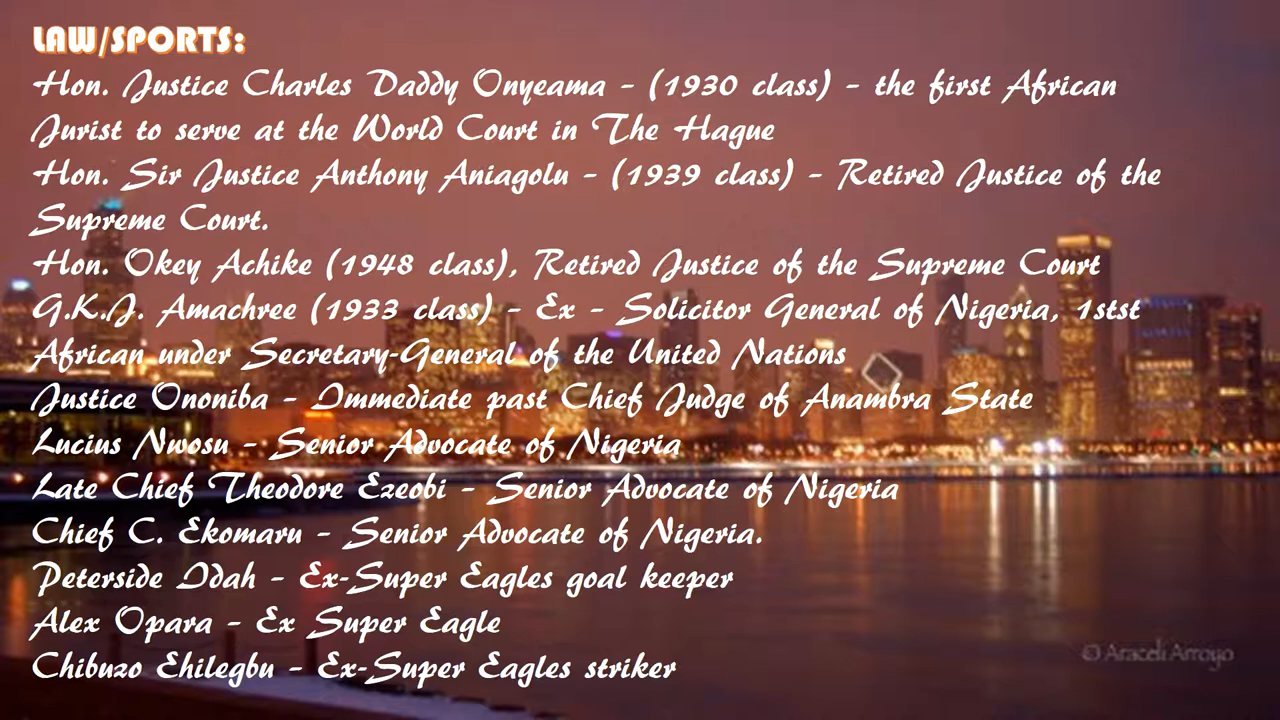 LAW/SPORTS:
Hon. Justice Charles Daddy Onyeama - (1930 class) - the first African
Jurist to serve at the World Court in The Hague
Hon. Sir Justice Anthony Aniagolu - (1939 class) - Retired Justice of the
Supreme Court.
Hon. Okey Achike (1948 class), Retired Justice of the Supreme Court
G.K.J. Amachree (1933 class) - Ex - Solicitor General of Nigeria, 1stst
African under Secretary-General of the United Nations
Justice Ononiba - Immediate past Chief Judge of Anambra State
Lucius Nwosu - Senior Advocate of Nigeria
Late Chief Theodore Ezeobi - Senior Advocate of Nigeria
Chief C. Ekomaru - Senior Advocate of Nigeria.
Peterside Idah - Ex-Super Eagles goal keeper
Alex Opara - Ex Super Eagle
Chibuzo Ehilegbu - Ex-Super Eagles striker
© Araceli Arroyo